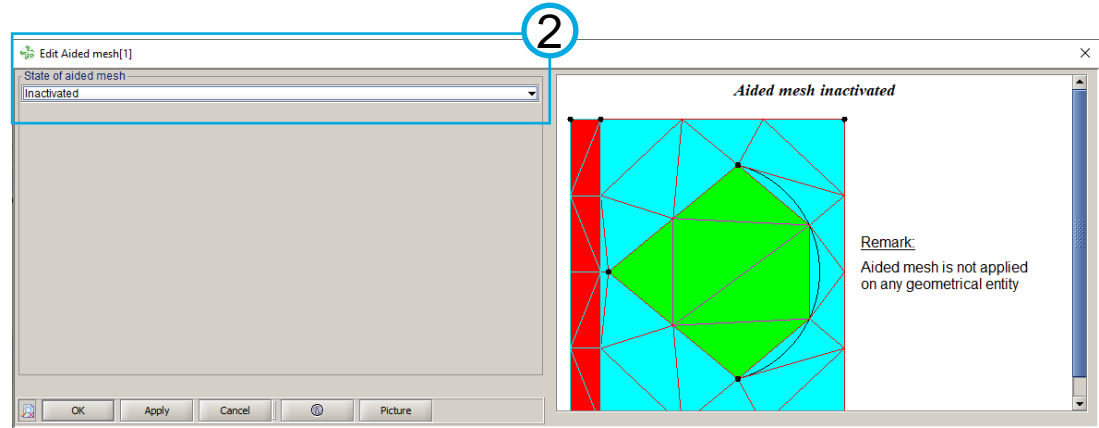 2
Edit Aided mesh[1]
State of aided mesh
Inactivated
Aided mesh inactivated
Remark:
Aided mesh is not applied
on any geometrical entity
OK
Apply
Cancel
Picture